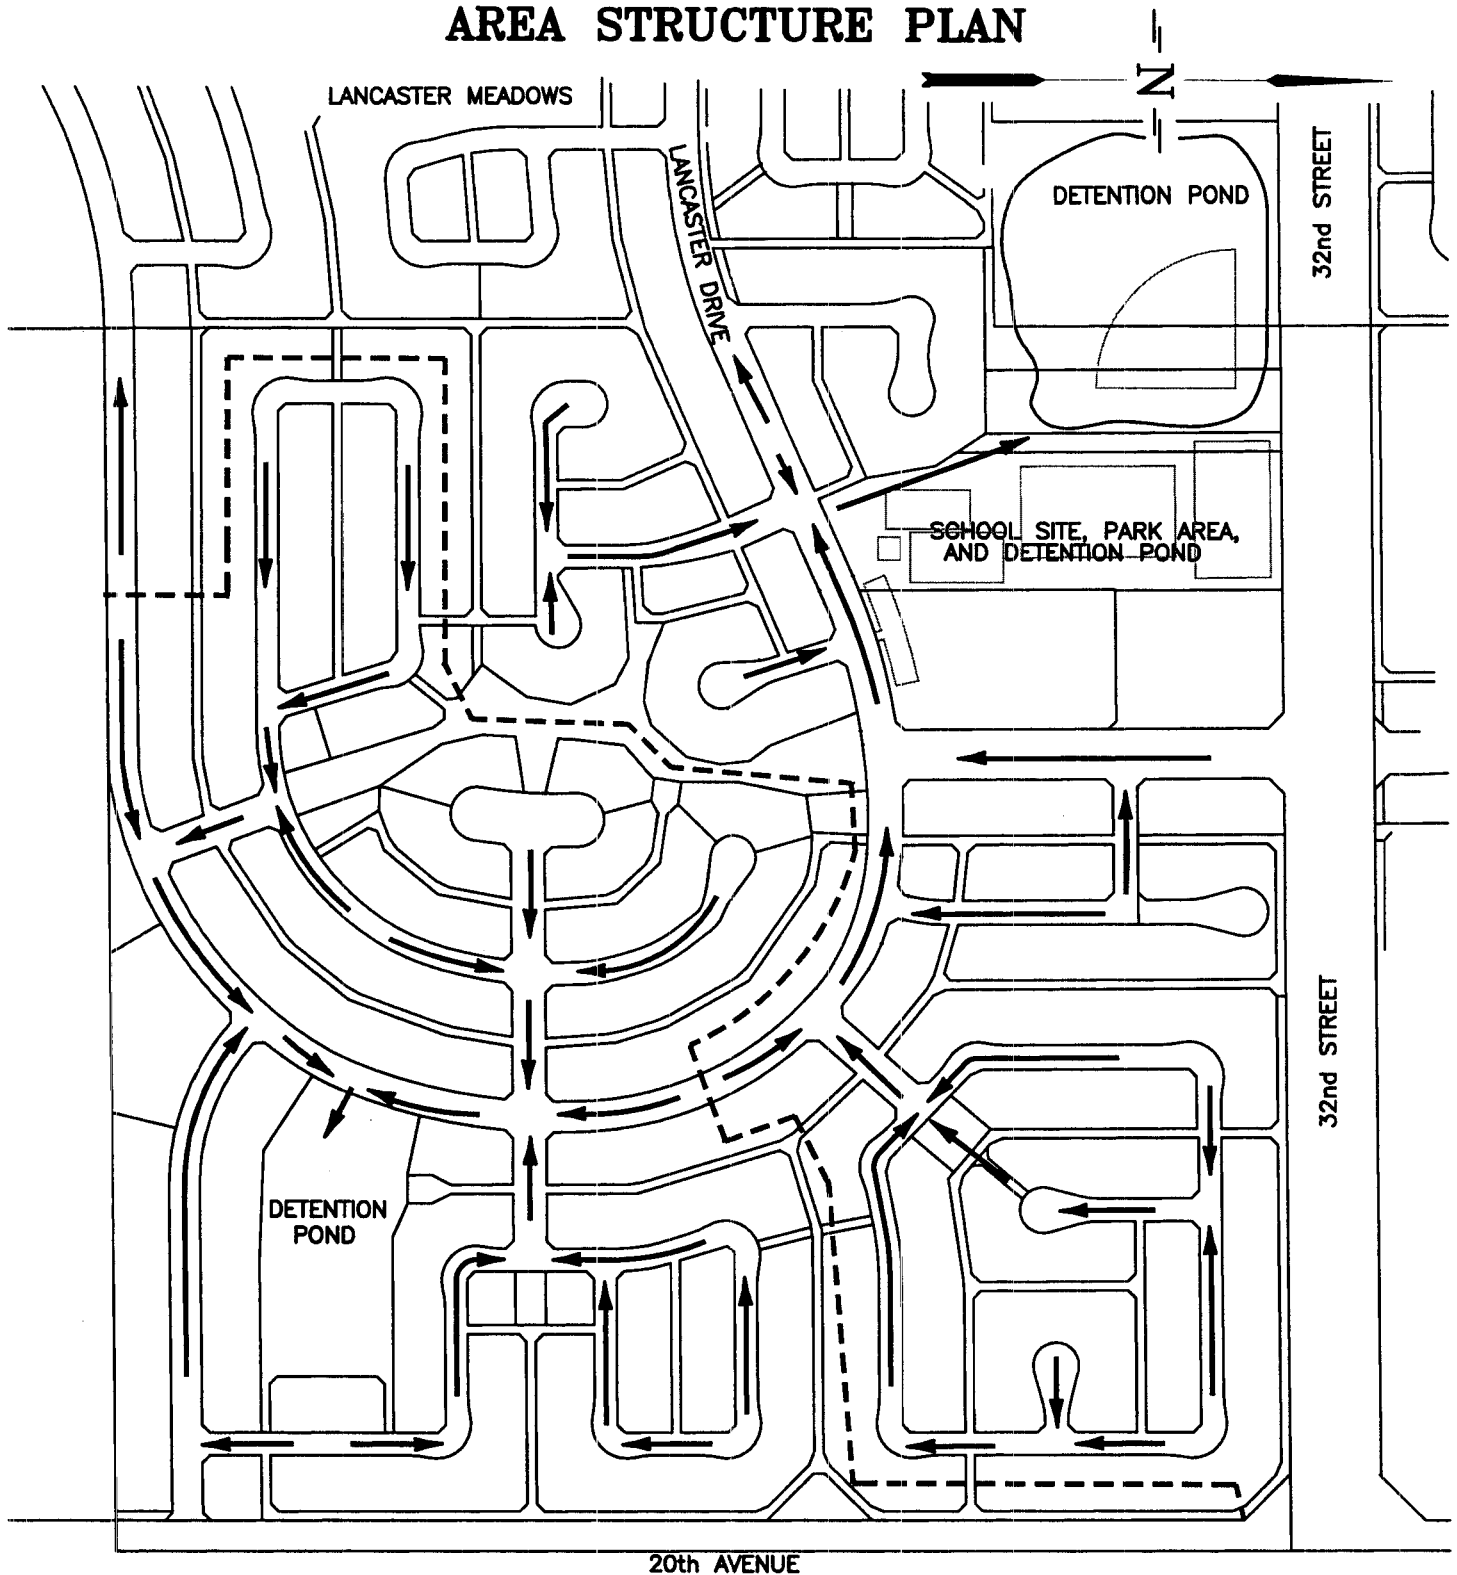 AREA STRUCTURE PLAN
LANCASTER MEADOWS
N
LANCASTER DRIVE
DETENTION POND
32nd STREET
SCHOOL SITE, PARK AREA,
AND DETENTION POND
32nd STREET
DETENTION
POND
20th AVENUE